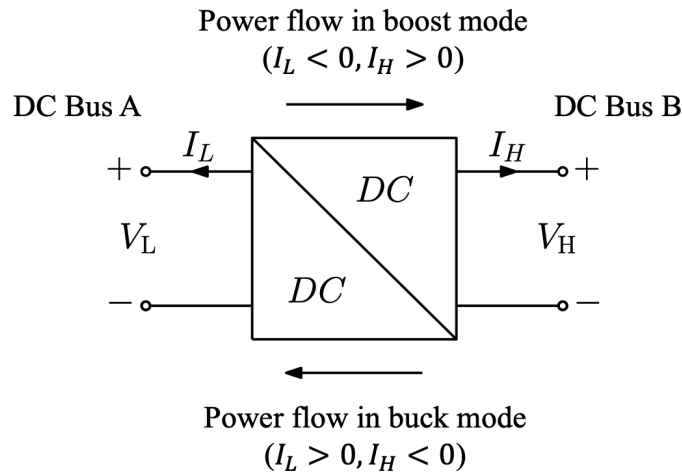 Power flow in boost mode
(I_L < 0, I_H > 0)
DC Bus A
DC Bus B
I_L
I_H
+
+
DC
V_L
V_H
DC
−
−
Power flow in buck mode
(I_L > 0, I_H < 0)